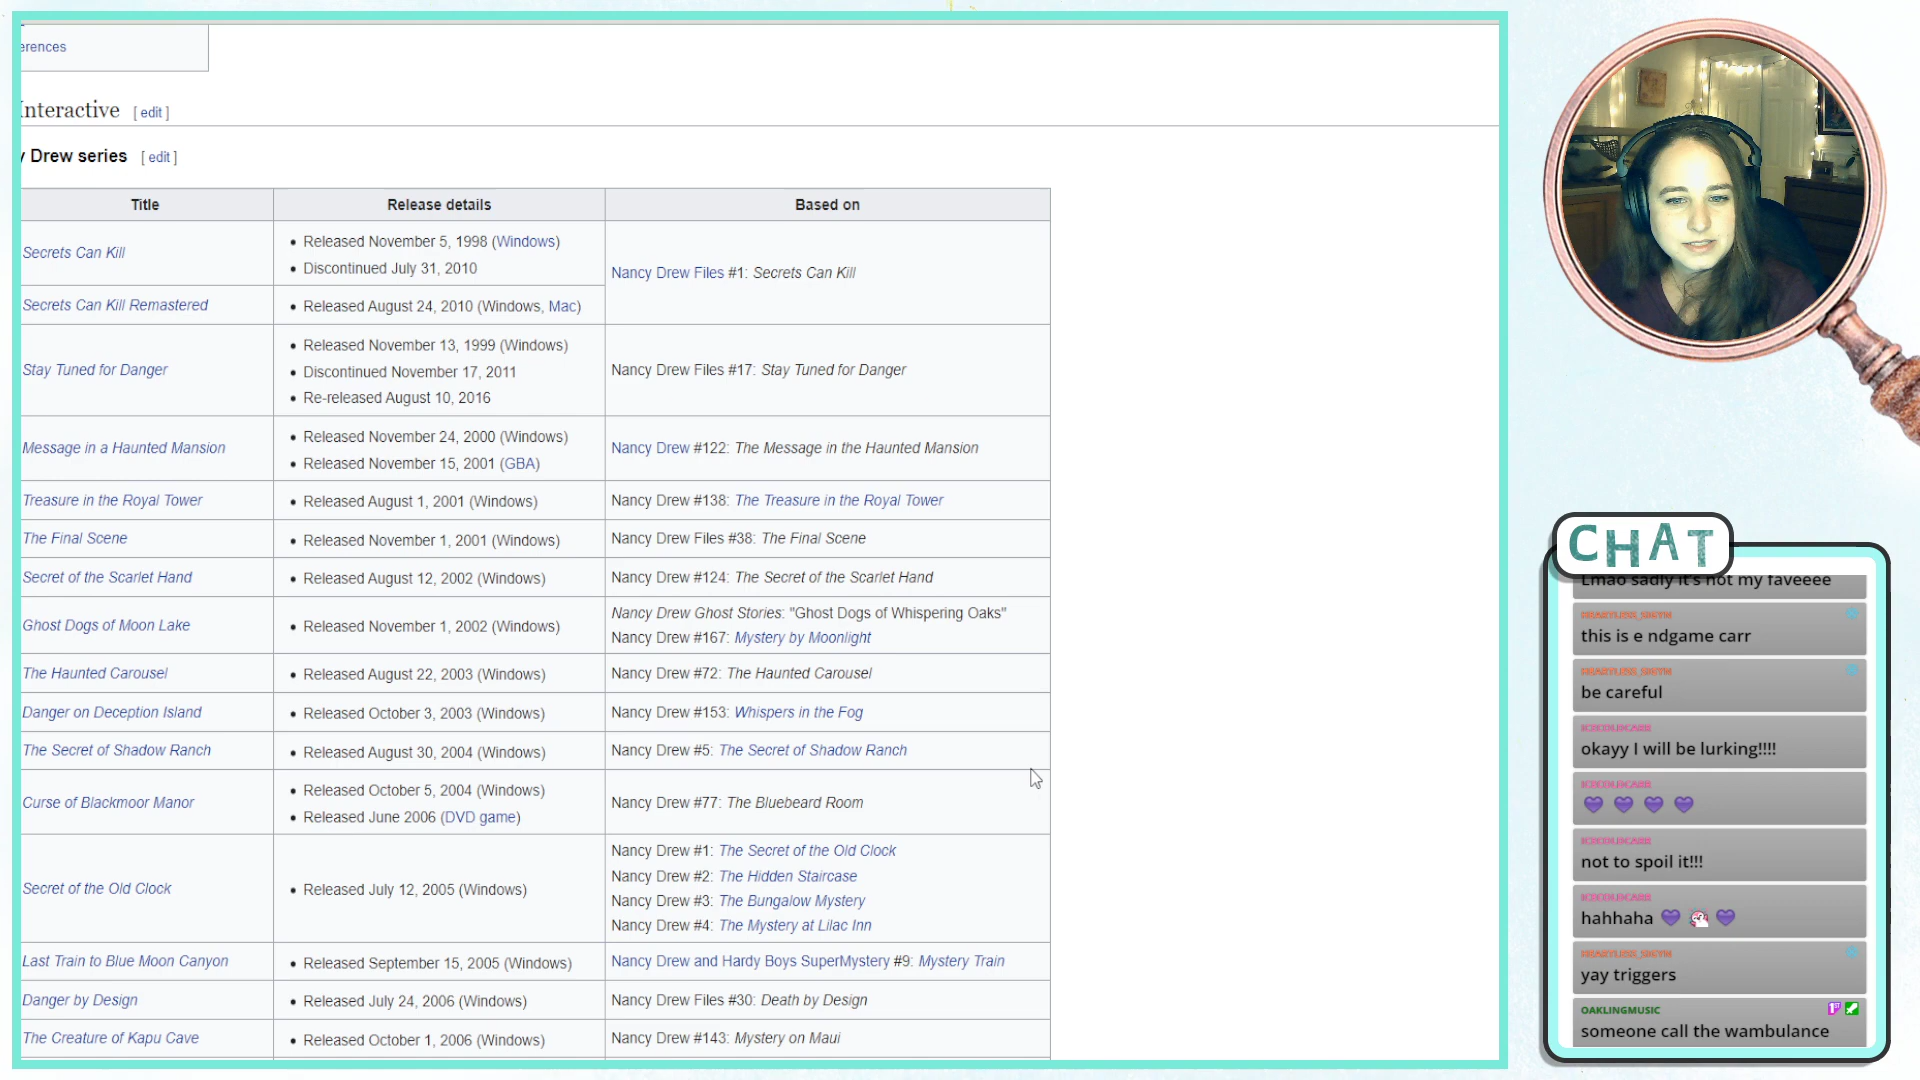 erences
Interactive [ edit ]
y Drew series [ edit ]
Title Release details Based on
Secrets Can Kill
Released November 5, 1998 (Windows)
Discontinued July 31, 2010
Nancy Drew Files #1: Secrets Can Kill
Secrets Can Kill Remastered
Released August 24, 2010 (Windows, Mac)
Stay Tuned for Danger
Released November 13, 1999 (Windows)
Discontinued November 17, 2011
Re-released August 10, 2016
Nancy Drew Files #17: Stay Tuned for Danger
Message in a Haunted Mansion
Released November 24, 2000 (Windows)
Released November 15, 2001 (GBA)
Nancy Drew #122: The Message in the Haunted Mansion
Treasure in the Royal Tower
Released August 1, 2001 (Windows)
Nancy Drew #138: The Treasure in the Royal Tower
The Final Scene
Released November 1, 2001 (Windows)
Nancy Drew Files #38: The Final Scene
Secret of the Scarlet Hand
Released August 12, 2002 (Windows)
Nancy Drew #124: The Secret of the Scarlet Hand
Ghost Dogs of Moon Lake
Released November 1, 2002 (Windows)
Nancy Drew Ghost Stories: "Ghost Dogs of Whispering Oaks"
Nancy Drew #167: Mystery by Moonlight
The Haunted Carousel
Released August 22, 2003 (Windows)
Nancy Drew #72: The Haunted Carousel
Danger on Deception Island
Released October 3, 2003 (Windows)
Nancy Drew #153: Whispers in the Fog
The Secret of Shadow Ranch
Released August 30, 2004 (Windows)
Nancy Drew #5: The Secret of Shadow Ranch
Curse of Blackmoor Manor
Released October 5, 2004 (Windows)
Released June 2006 (DVD game)
Nancy Drew #77: The Bluebeard Room
Secret of the Old Clock
Released July 12, 2005 (Windows)
Nancy Drew #1: The Secret of the Old Clock
Nancy Drew #2: The Hidden Staircase
Nancy Drew #3: The Bungalow Mystery
Nancy Drew #4: The Mystery at Lilac Inn
Last Train to Blue Moon Canyon
Released September 15, 2005 (Windows)
Nancy Drew and Hardy Boys SuperMystery #9: Mystery Train
Danger by Design
Released July 24, 2006 (Windows)
Nancy Drew Files #30: Death by Design
The Creature of Kapu Cave
Released October 1, 2006 (Windows)
Nancy Drew #143: Mystery on Maui
CHAT
Lmao sadly it's not my faveeee
this is e ndgame carr
be careful
okayy I will be lurking!!!!
not to spoil it!!!
hahhaha
yay triggers
OAKLINGMUSIC
someone call the wambulance